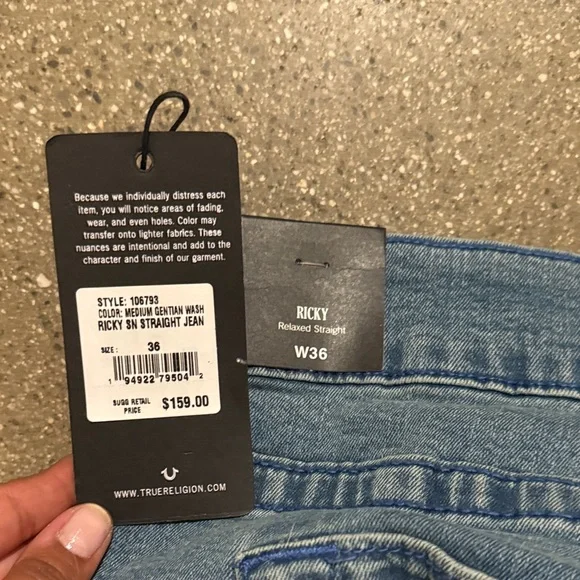 Because we individually distress each
item, you will notice areas of fading,
wear, and even holes. Color may
transfer onto lighter fabrics. These
nuances are intentional and add to the
character and finish of our garment.
STYLE: 106793
COLOR: MEDIUM GENTIAN WASH
RICKY SN STRAIGHT JEAN
SIZE: 36
1 94922 79504 2
SUGG RETAIL
PRICE $159.00
WWW.TRUERELIGION.COM
RICKY
Relaxed Straight
W36